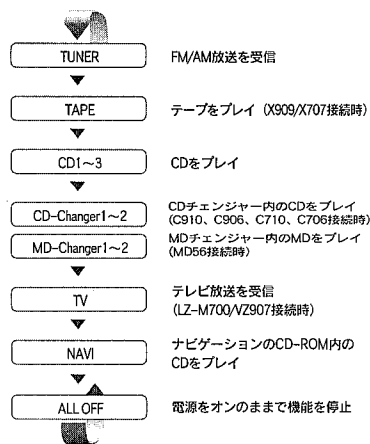 TUNER
FM/AM放送を受信
TAPE
テープをプレイ（X909/X707接続時）
CD1～3
CDをプレイ
CD-Changer1～2
CDチェンジャー内のCDをプレイ
（C910、C906、C710、C706接続時）
MD-Changer1～2
MDチェンジャー内のMDをプレイ
（MD56接続時）
TV
テレビ放送を受信
（LZ-M700/VZ907接続時）
NAVI
ナビゲーションのCD-ROM内の
CDをプレイ
ALL OFF
電源をオンのままで機能を停止